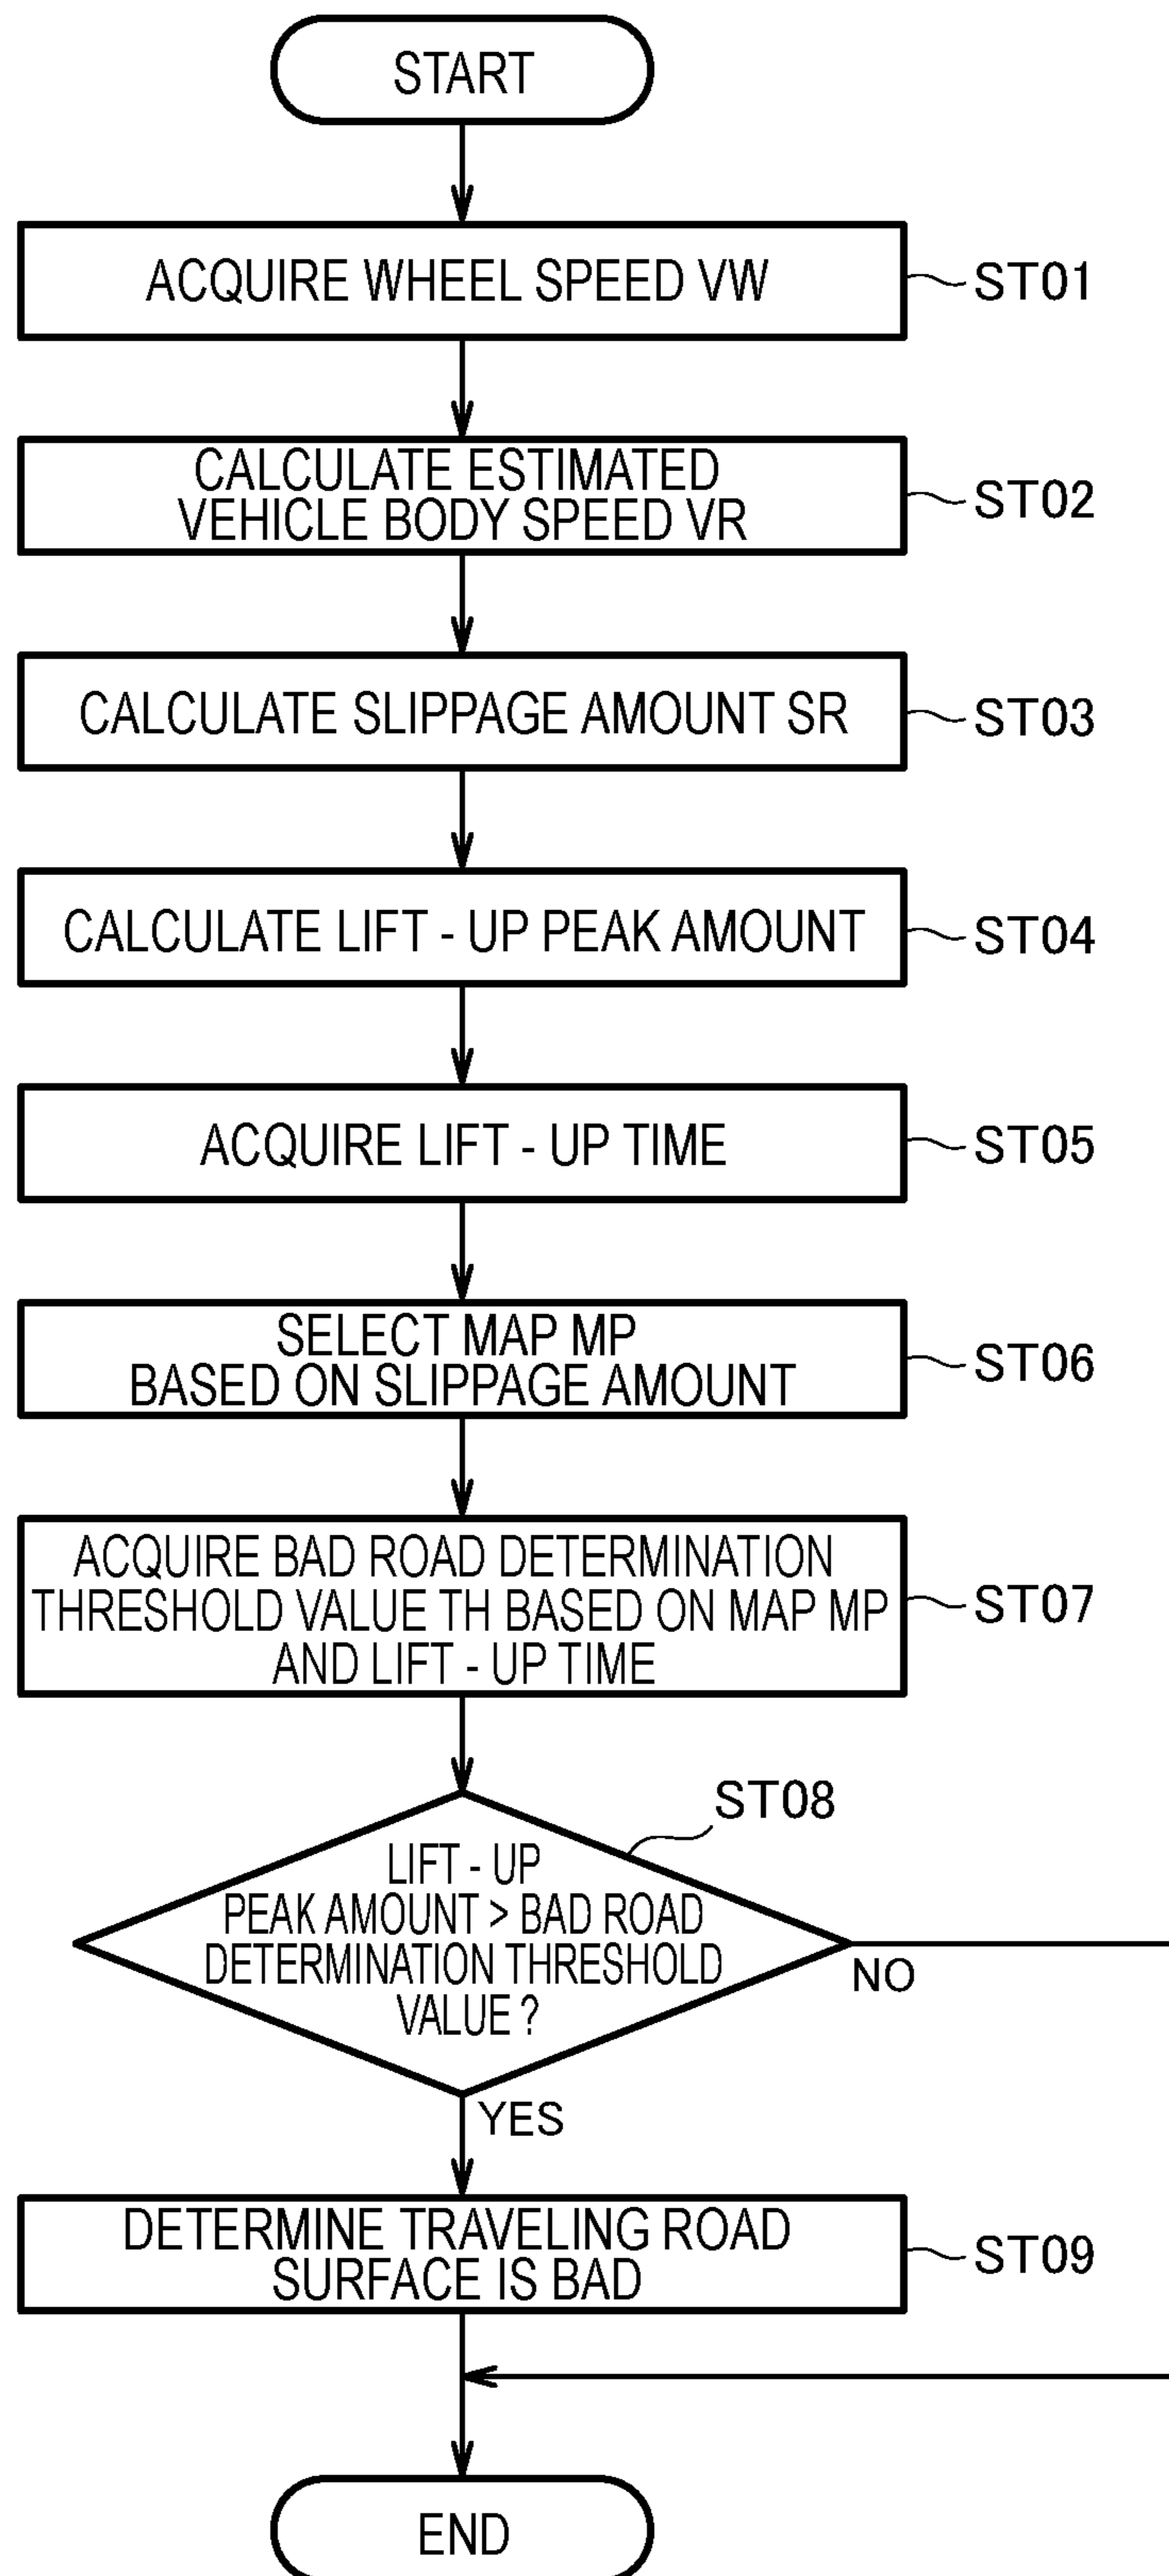 START
ACQUIRE WHEEL SPEED VW
ST01
CALCULATE ESTIMATED
VEHICLE BODY SPEED VR
ST02
CALCULATE SLIPPAGE AMOUNT SR
ST03
CALCULATE LIFT - UP PEAK AMOUNT
ST04
ACQUIRE LIFT - UP TIME
ST05
SELECT MAP MP
BASED ON SLIPPAGE AMOUNT
ST06
ACQUIRE BAD ROAD DETERMINATION
THRESHOLD VALUE TH BASED ON MAP MP
AND LIFT - UP TIME
ST07
ST08
LIFT - UP
PEAK AMOUNT > BAD ROAD
DETERMINATION THRESHOLD
VALUE ?
NO
YES
DETERMINE TRAVELING ROAD
SURFACE IS BAD
ST09
END